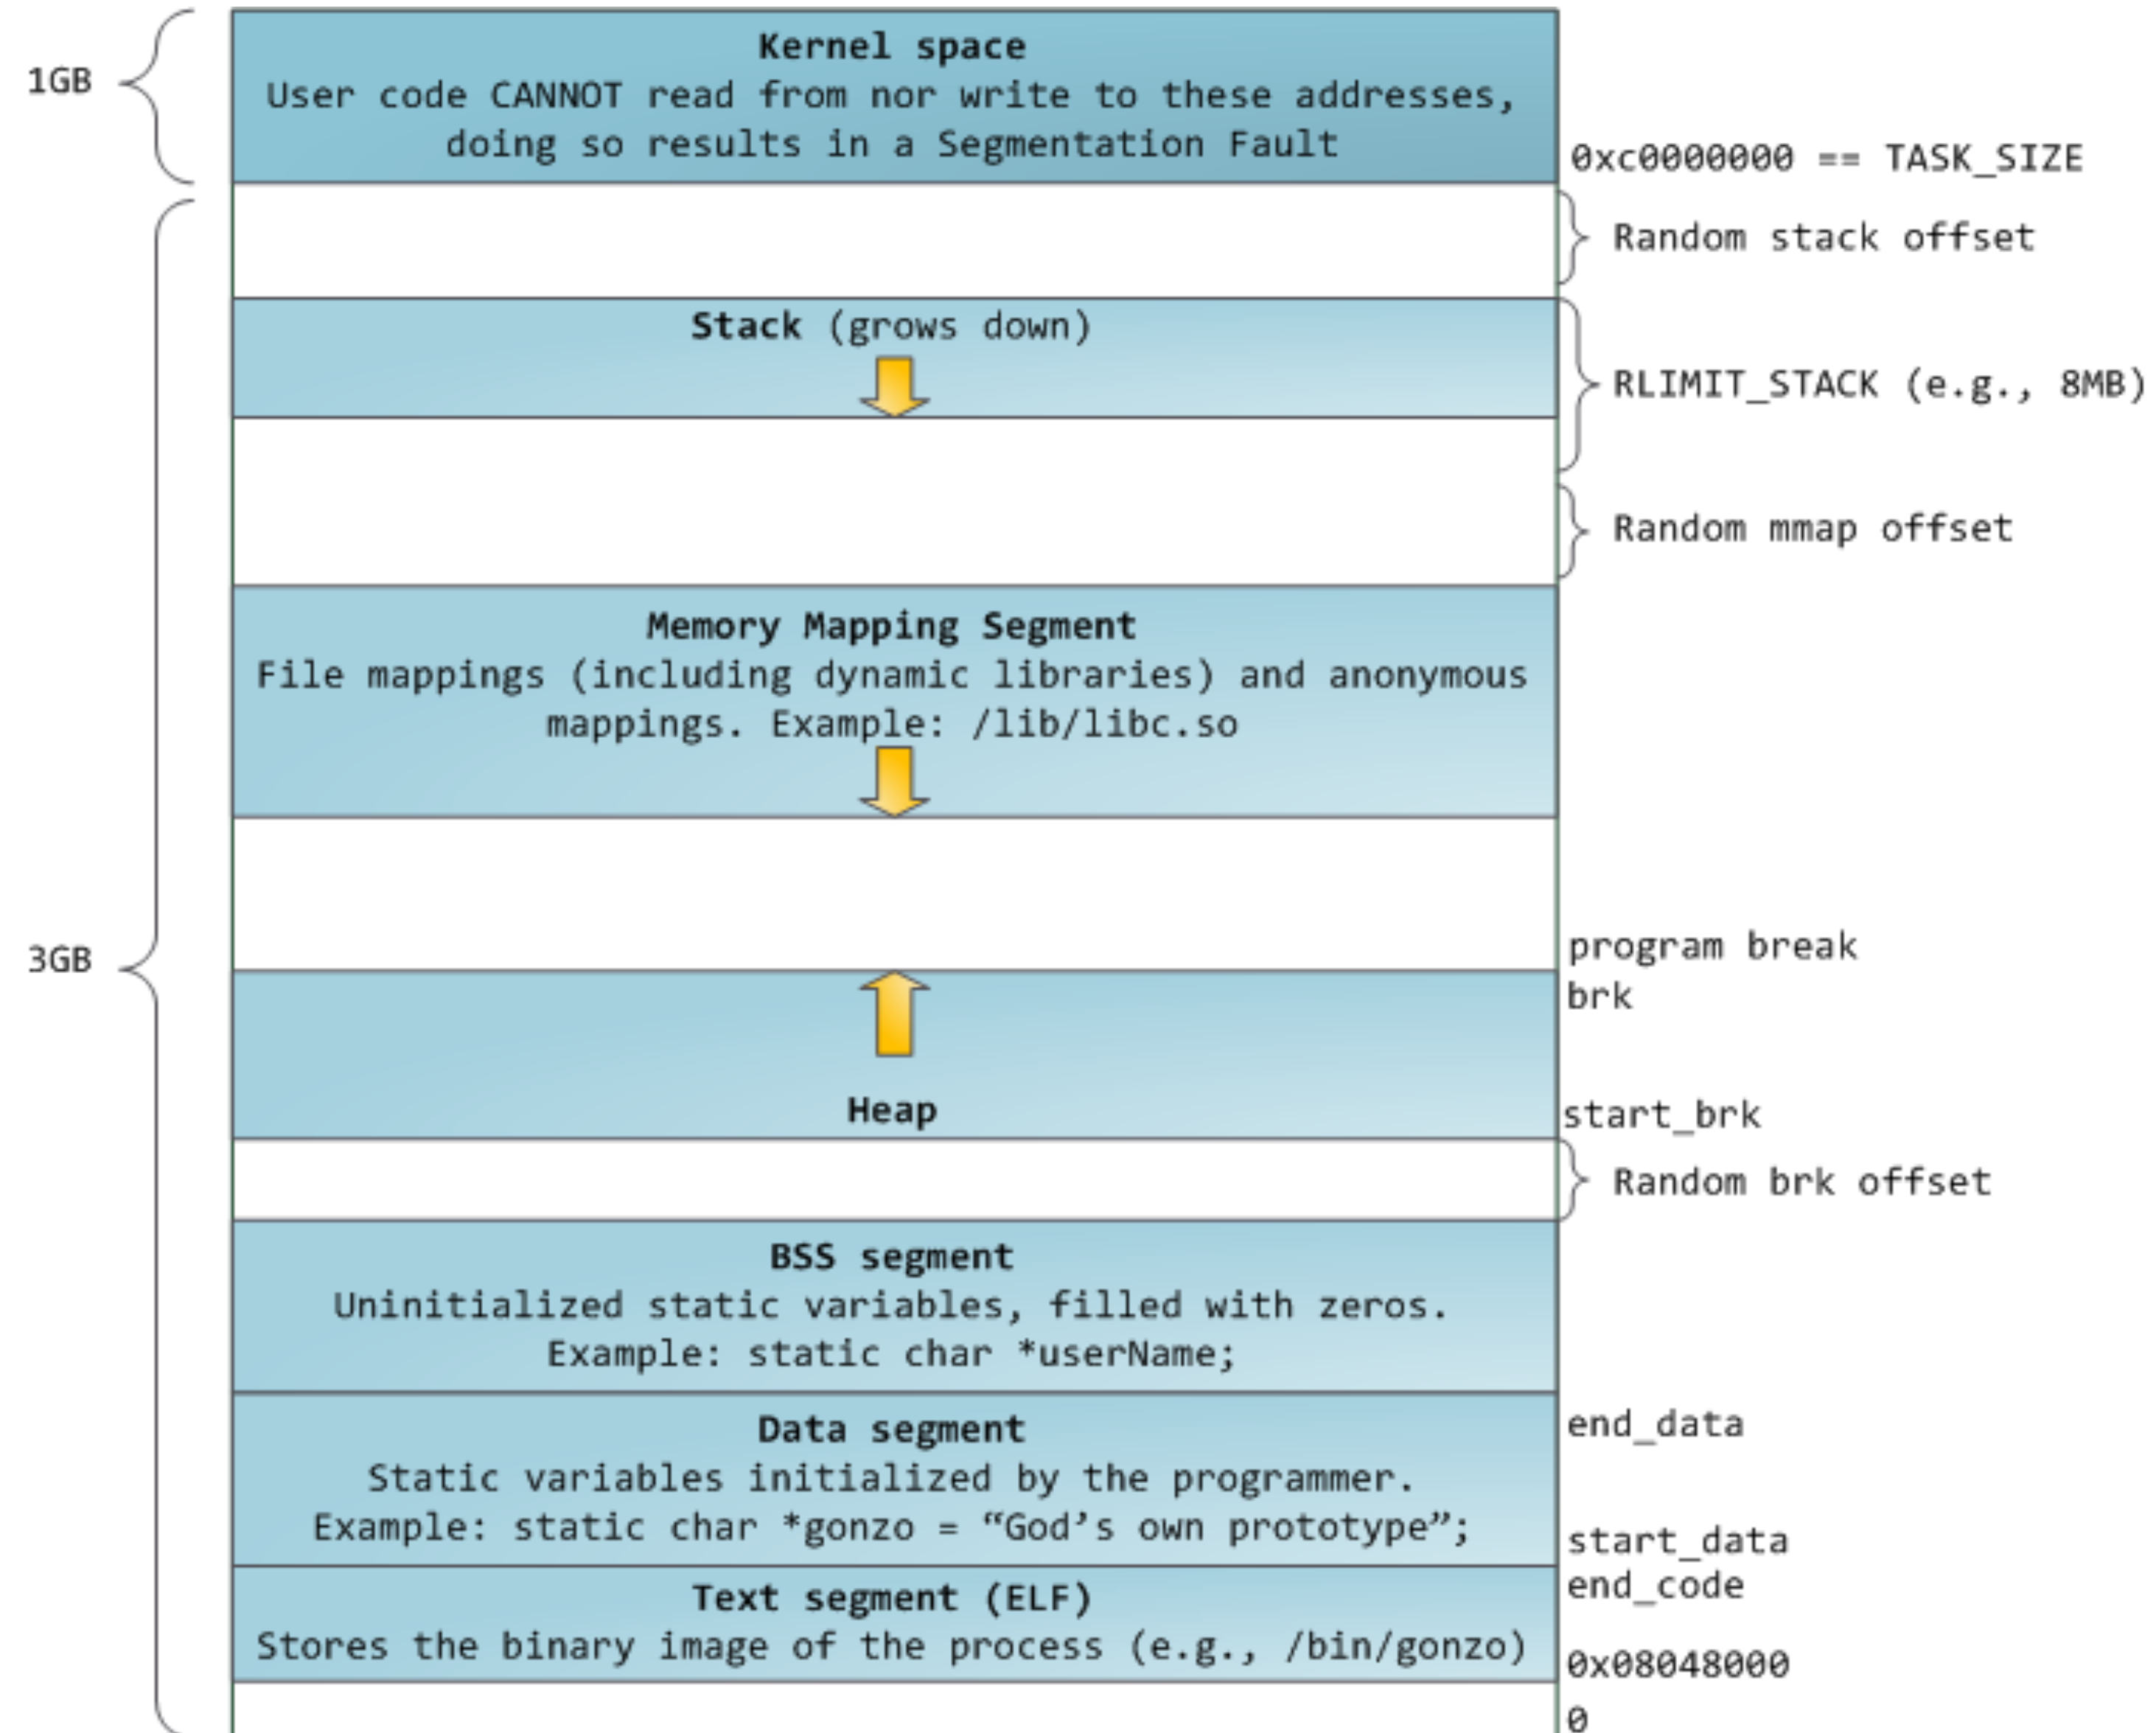 1GB
Kernel space
User code CANNOT read from nor write to these addresses,
doing so results in a Segmentation Fault
0xc0000000 == TASK_SIZE
Random stack offset
Stack (grows down)
RLIMIT_STACK (e.g., 8MB)
Random mmap offset
Memory Mapping Segment
File mappings (including dynamic libraries) and anonymous
mappings. Example: /lib/libc.so
3GB
program break
brk
Heap
start_brk
Random brk offset
BSS segment
Uninitialized static variables, filled with zeros.
Example: static char *userName;
Data segment
Static variables initialized by the programmer.
Example: static char *gonzo = “God’s own prototype”;
end_data
start_data
Text segment (ELF)
Stores the binary image of the process (e.g., /bin/gonzo)
end_code
0x08048000
0